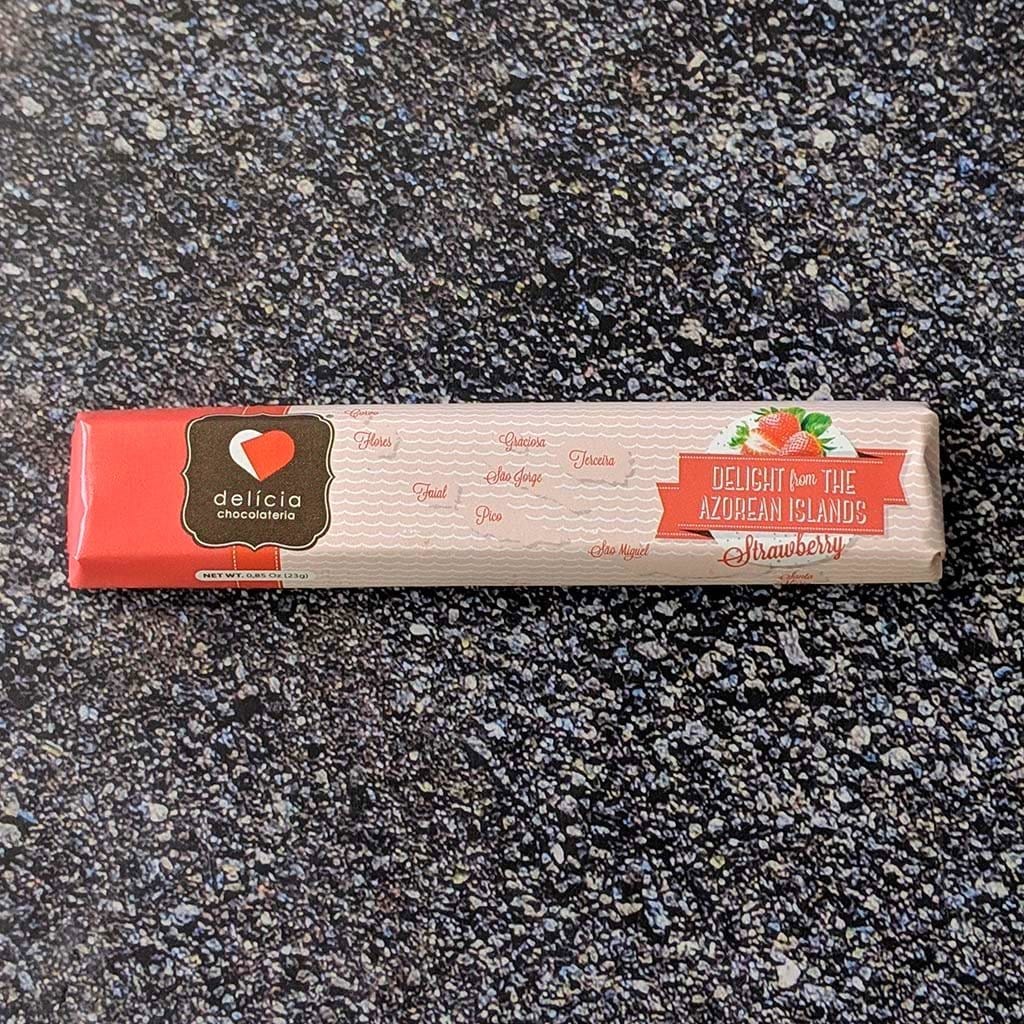 delícia
chocolateria
NET WT. 0,85 Oz (23g)
Corvo
Flores
Graciosa
Terceira
São Jorge
Faial
Pico
São Miguel
DELIGHT from THE
AZOREAN ISLANDS
Strawberry
Santa